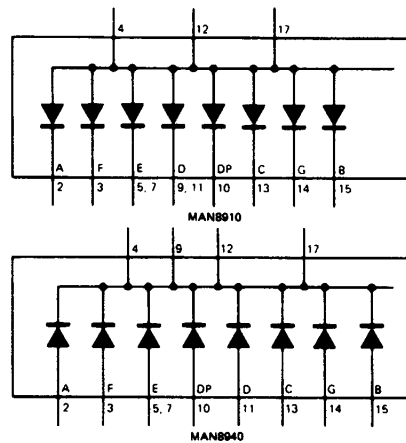 4 12 17
A F E D DP C G B
2 3 5, 7 9, 11 10 13 14 15
MAN8910
4 9 12 17
A F E DP D C G B
2 3 5, 7 10 11 13 14 15
MAN8940